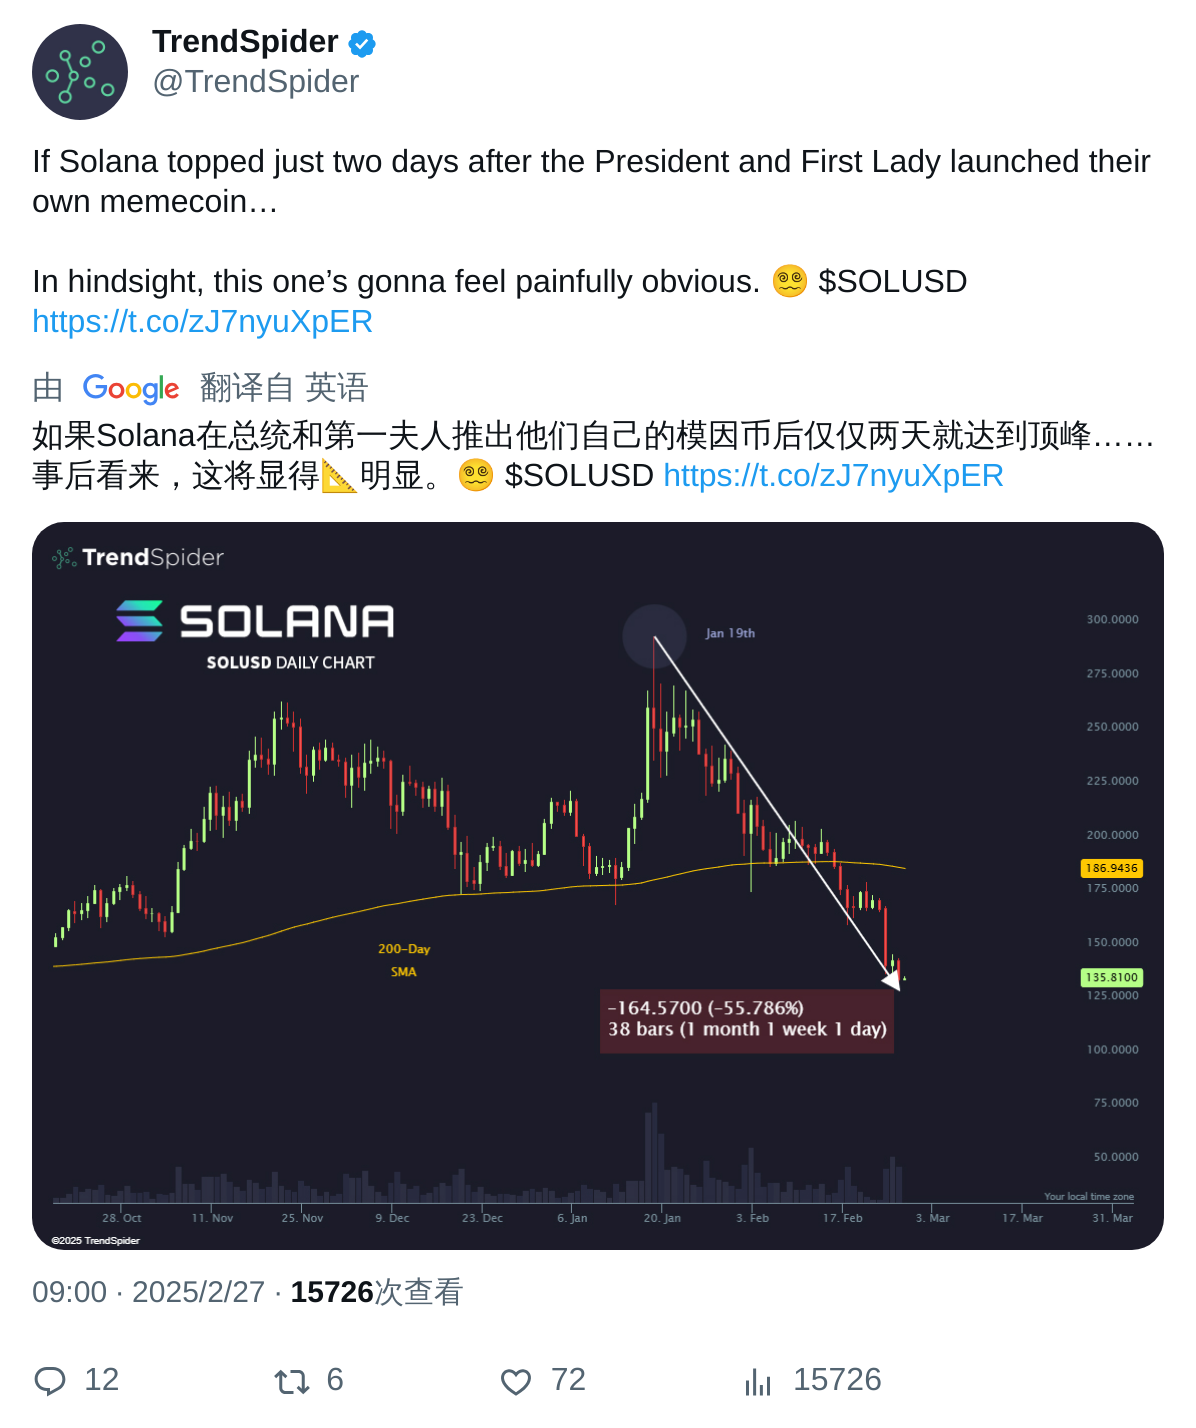 TrendSpider
@TrendSpider
If Solana topped just two days after the President and First Lady launched their
own memecoin…
In hindsight, this one’s gonna feel painfully obvious. 😵‍💫 $SOLUSD
https://t.co/zJ7nyuXpER
由 Google 翻译自 英语
如果Solana在总统和第一夫人推出他们自己的模因币后仅仅两天就达到顶峰……
事后看来，这将显得📐明显。😵‍💫 $SOLUSD https://t.co/zJ7nyuXpER
TrendSpider
SOLANA
SOLUSD DAILY CHART
Jan 19th
300.0000
275.0000
250.0000
225.0000
200.0000
186.9436
175.0000
150.0000
135.8100
125.0000
100.0000
75.0000
50.0000
200-Day
SMA
-164.5700 (-55.786%)
38 bars (1 month 1 week 1 day)
Your local time zone
28. Oct 11. Nov 25. Nov 9. Dec 23. Dec 6. Jan 20. Jan 3. Feb 17. Feb 3. Mar 17. Mar 31. Mar
©2025 TrendSpider
09:00 · 2025/2/27 · 15726次查看
12 6 72 15726